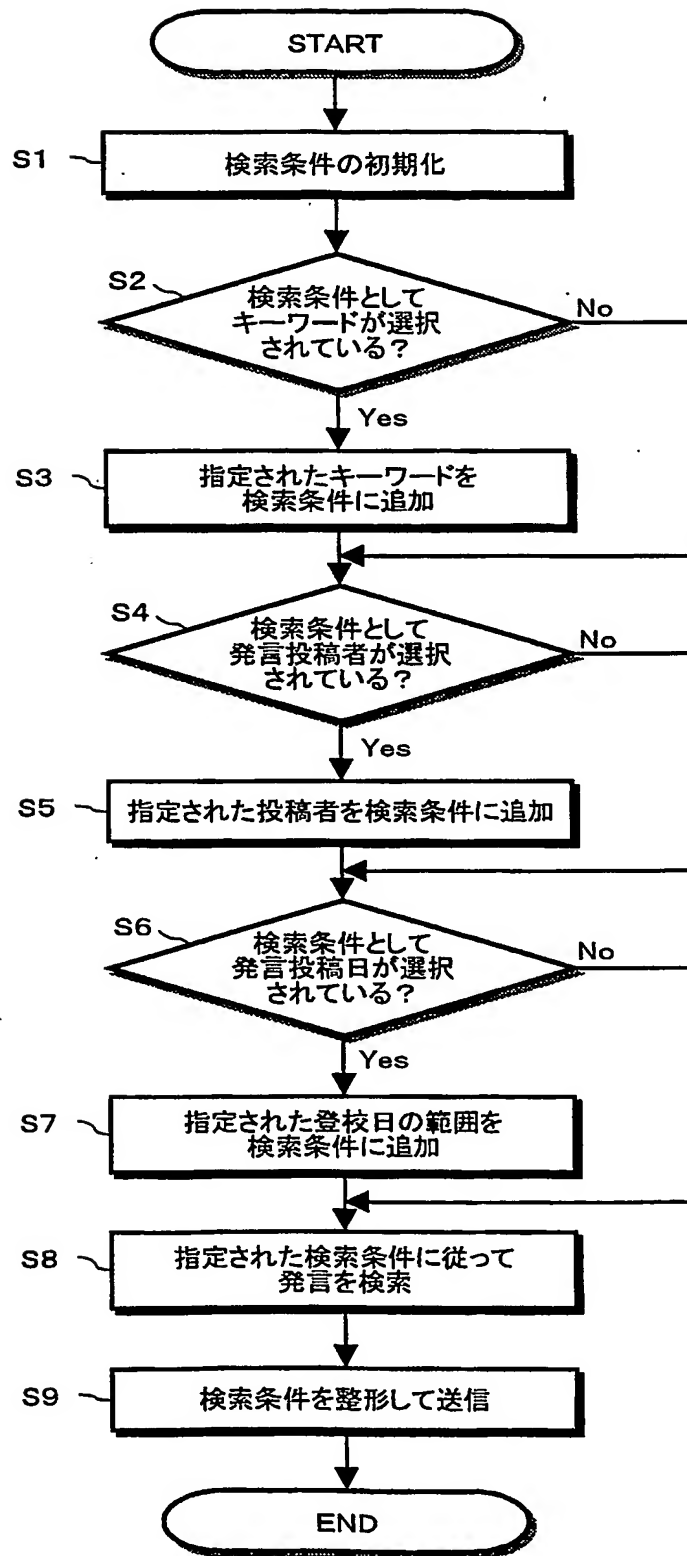 START
S1
検索条件の初期化
S2
検索条件として
キーワードが選択
されている?
No
Yes
S3
指定されたキーワードを
検索条件に追加
S4
検索条件として
発言投稿者が選択
されている?
No
Yes
S5
指定された投稿者を検索条件に追加
S6
検索条件として
発言投稿日が選択
されている?
No
Yes
S7
指定された登校日の範囲を
検索条件に追加
S8
指定された検索条件に従って
発言を検索
S9
検索条件を整形して送信
END